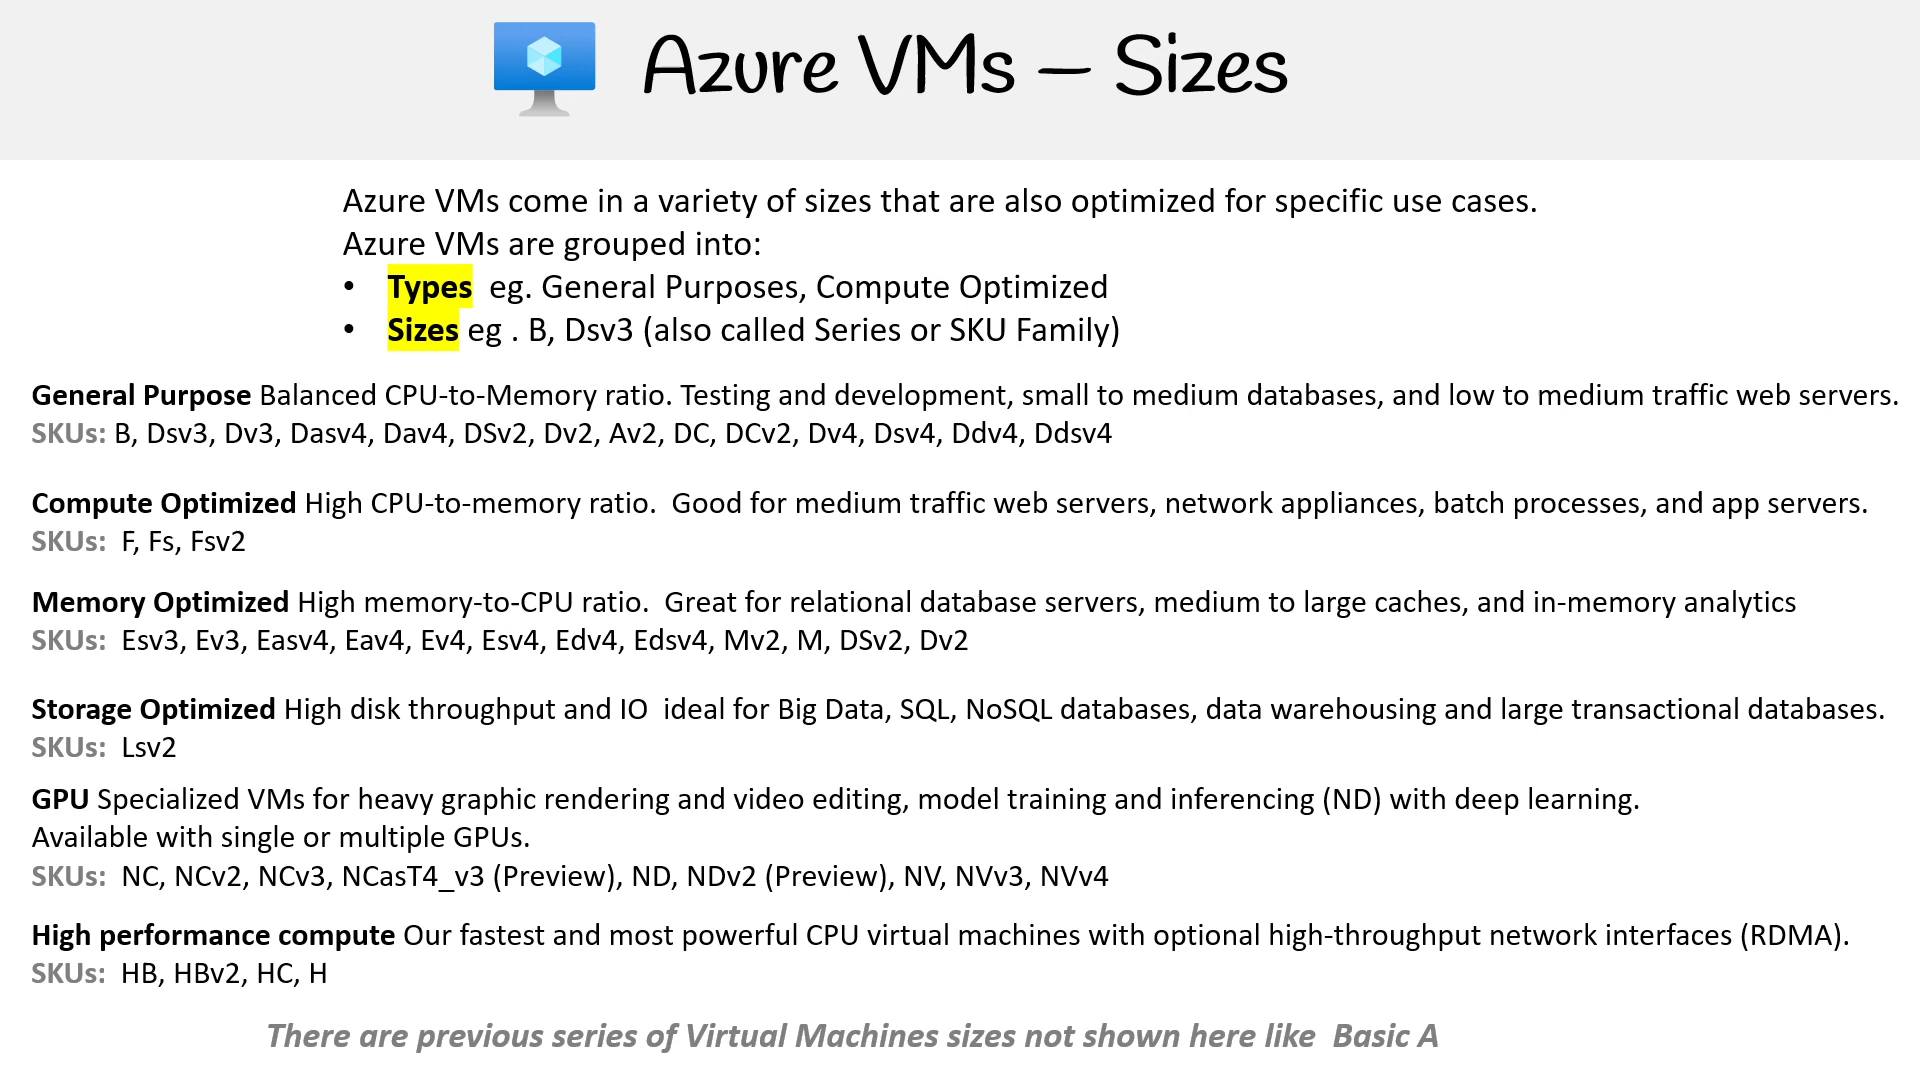 Azure VMs – Sizes
Azure VMs come in a variety of sizes that are also optimized for specific use cases.
Azure VMs are grouped into:
• Types eg. General Purposes, Compute Optimized
• Sizes eg . B, Dsv3 (also called Series or SKU Family)
General Purpose Balanced CPU-to-Memory ratio. Testing and development, small to medium databases, and low to medium traffic web servers.
SKUs: B, Dsv3, Dv3, Dasv4, Dav4, DSv2, Dv2, Av2, DC, DCv2, Dv4, Dsv4, Ddv4, Ddsv4
Compute Optimized High CPU-to-memory ratio. Good for medium traffic web servers, network appliances, batch processes, and app servers.
SKUs: F, Fs, Fsv2
Memory Optimized High memory-to-CPU ratio. Great for relational database servers, medium to large caches, and in-memory analytics
SKUs: Esv3, Ev3, Easv4, Eav4, Ev4, Esv4, Edv4, Edsv4, Mv2, M, DSv2, Dv2
Storage Optimized High disk throughput and IO ideal for Big Data, SQL, NoSQL databases, data warehousing and large transactional databases.
SKUs: Lsv2
GPU Specialized VMs for heavy graphic rendering and video editing, model training and inferencing (ND) with deep learning.
Available with single or multiple GPUs.
SKUs: NC, NCv2, NCv3, NCasT4_v3 (Preview), ND, NDv2 (Preview), NV, NVv3, NVv4
High performance compute Our fastest and most powerful CPU virtual machines with optional high-throughput network interfaces (RDMA).
SKUs: HB, HBv2, HC, H
There are previous series of Virtual Machines sizes not shown here like Basic A